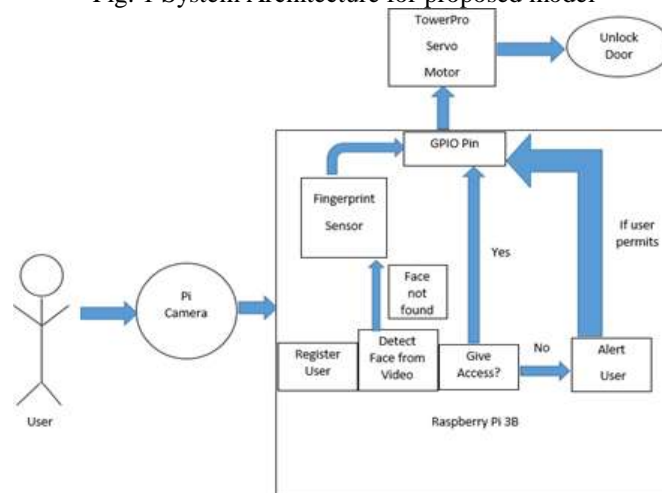 Fig. 1 System Architecture for proposed model
TowerPro
Servo
Motor
Unlock
Door
GPIO Pin
Fingerprint
Sensor
If user
permits
Yes
Face
not
found
Pi
Camera
Register
User
Detect
Face from
Video
Give
Access?
No
Alert
User
User
Raspberry Pi 3B